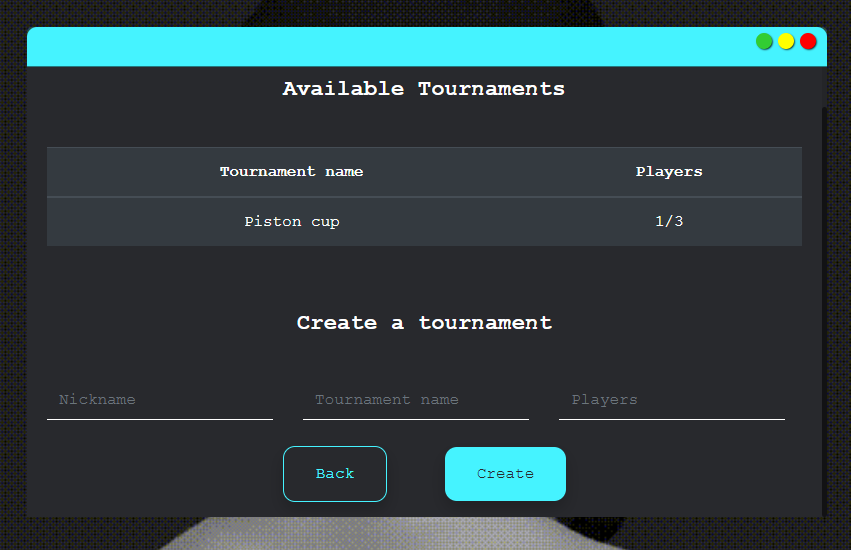 Available Tournaments
Tournament name Players
Piston cup 1/3
Create a tournament
Nickname Tournament name Players
Back Create